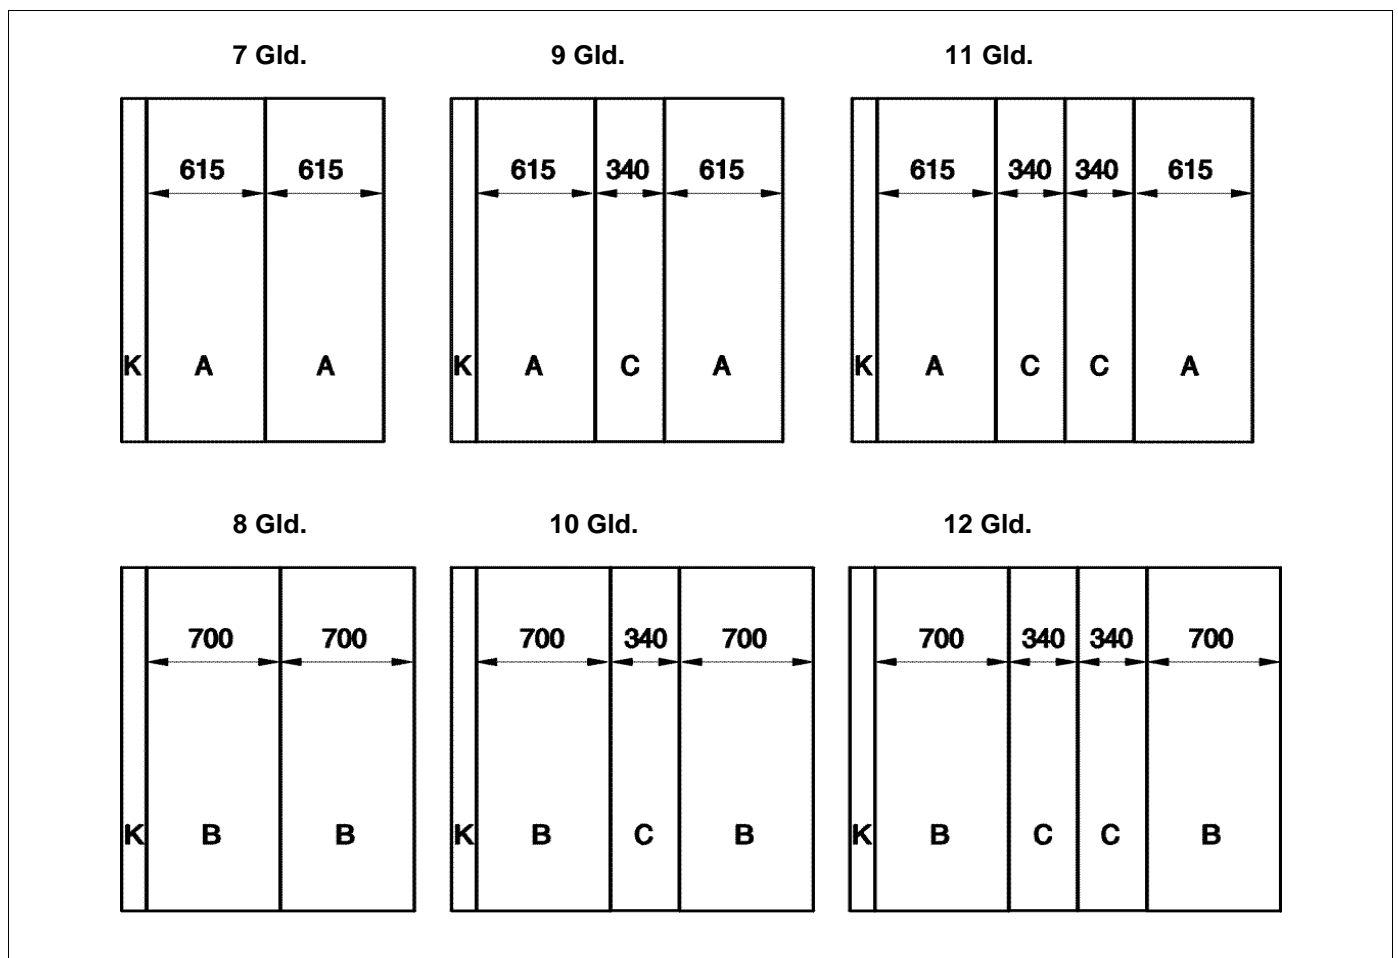 7 Gld. 9 Gld. 11 Gld.
615 615 615 340 615 615 340 340 615
K A A K A C A K A C C A
8 Gld. 10 Gld. 12 Gld.
700 700 700 340 700 700 340 340 700
K B B K B C B K B C C B